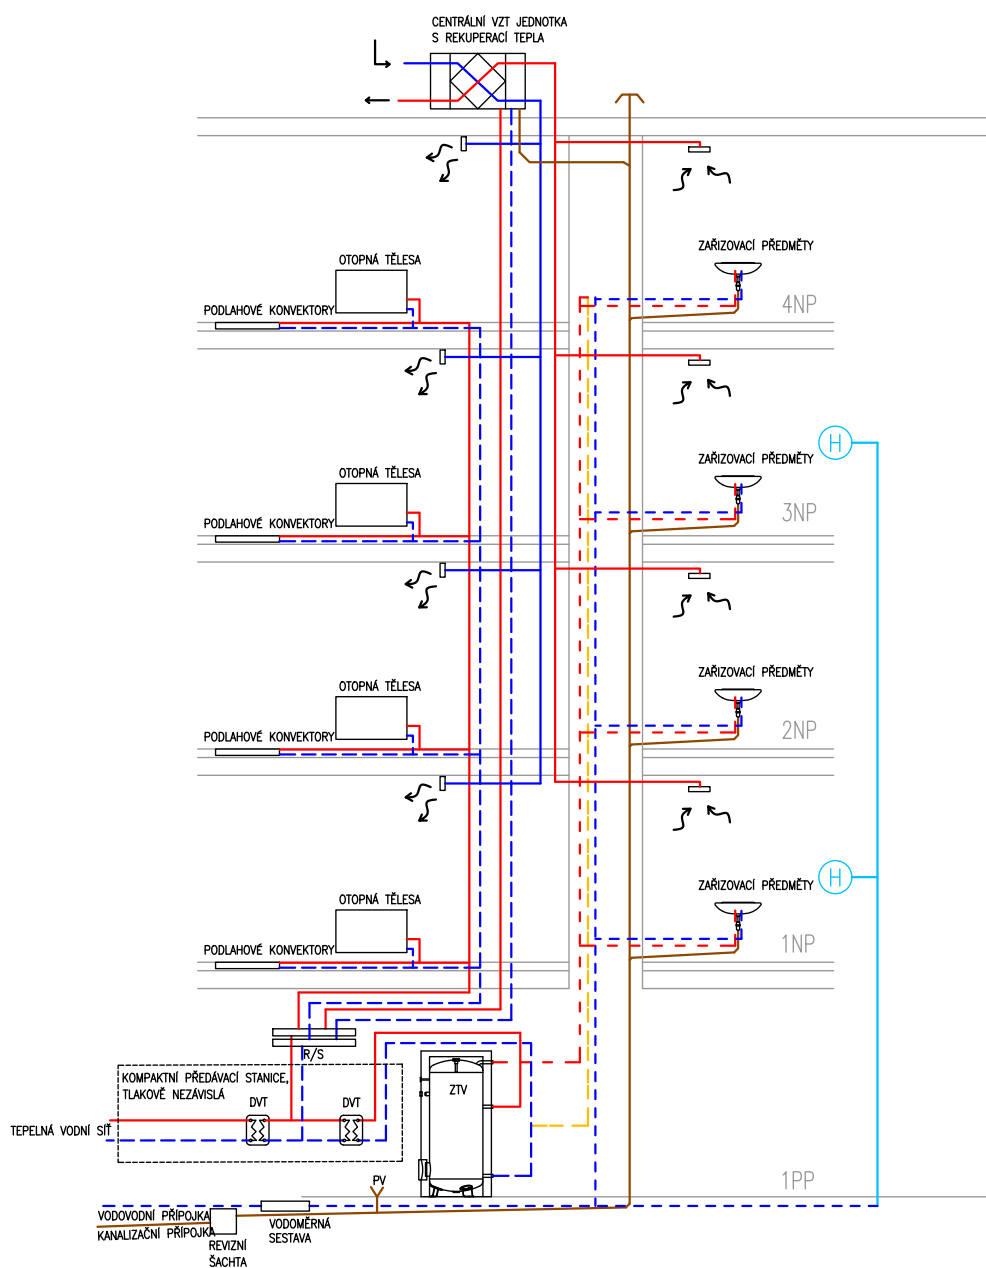 CENTRÁLNÍ VZT JEDNOTKA
S REKUPERACÍ TEPLA
OTOPNÁ TĚLESA
ZAŘIZOVACÍ PŘEDMĚTY
PODLAHOVÉ KONVEKTORY
4NP
H
OTOPNÁ TĚLESA
ZAŘIZOVACÍ PŘEDMĚTY
PODLAHOVÉ KONVEKTORY
3NP
OTOPNÁ TĚLESA
ZAŘIZOVACÍ PŘEDMĚTY
PODLAHOVÉ KONVEKTORY
2NP
H
OTOPNÁ TĚLESA
ZAŘIZOVACÍ PŘEDMĚTY
PODLAHOVÉ KONVEKTORY
1NP
R/S
KOMPAKTNÍ PŘEDÁVACÍ STANICE,
TLAKOVĚ NEZÁVISLÁ
ZTV
DVT
DVT
TEPELNÁ VODNÍ SÍŤ
PV
1PP
VODOVODNÍ PŘÍPOJKA
KANALIZAČNÍ PŘÍPOJKA
VODOMĚRNÁ
SESTAVA
REVIZNÍ
ŠACHTA